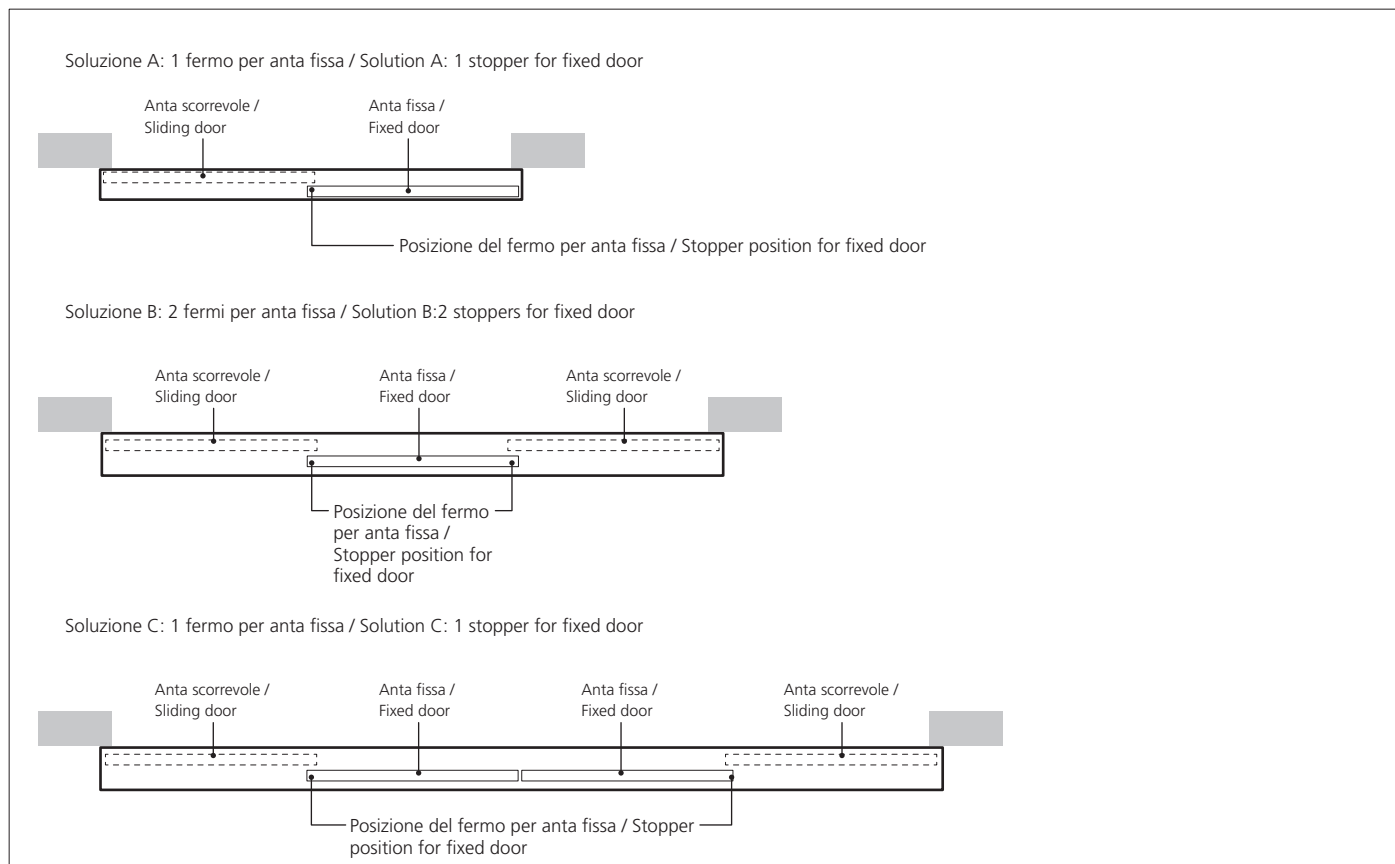 Soluzione A: 1 fermo per anta fissa / Solution A: 1 stopper for fixed door
Anta scorrevole /
Sliding door
Anta fissa /
Fixed door
Posizione del fermo per anta fissa / Stopper position for fixed door
Soluzione B: 2 fermi per anta fissa / Solution B:2 stoppers for fixed door
Anta scorrevole /
Sliding door
Anta fissa /
Fixed door
Anta scorrevole /
Sliding door
Posizione del fermo
per anta fissa /
Stopper position for
fixed door
Soluzione C: 1 fermo per anta fissa / Solution C: 1 stopper for fixed door
Anta scorrevole /
Sliding door
Anta fissa /
Fixed door
Anta fissa /
Fixed door
Anta scorrevole /
Sliding door
Posizione del fermo per anta fissa / Stopper
position for fixed door